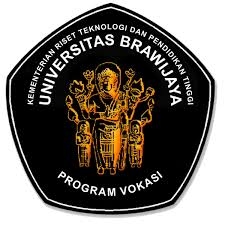 KEMENTERIAN RISET TEKNOLOGI DAN PENDIDIKAN TINGGI
UNIVERSITAS BRAWIJAYA
PROGRAM VOKASI